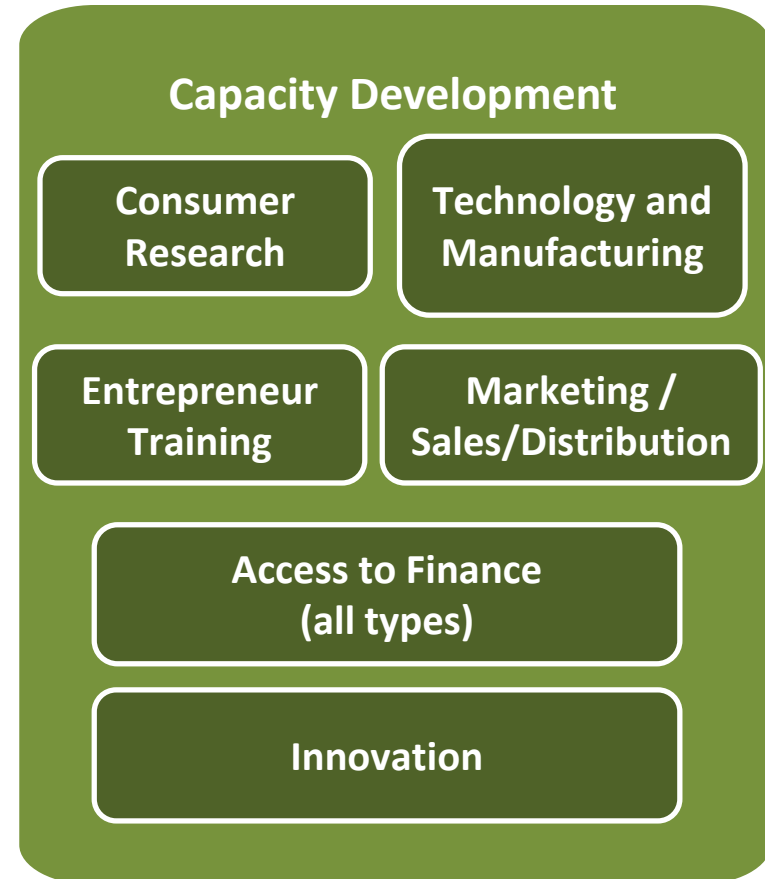 Capacity Development
Consumer
Research
Technology and
Manufacturing
Entrepreneur
Training
Marketing /
Sales/Distribution
Access to Finance
(all types)
Innovation